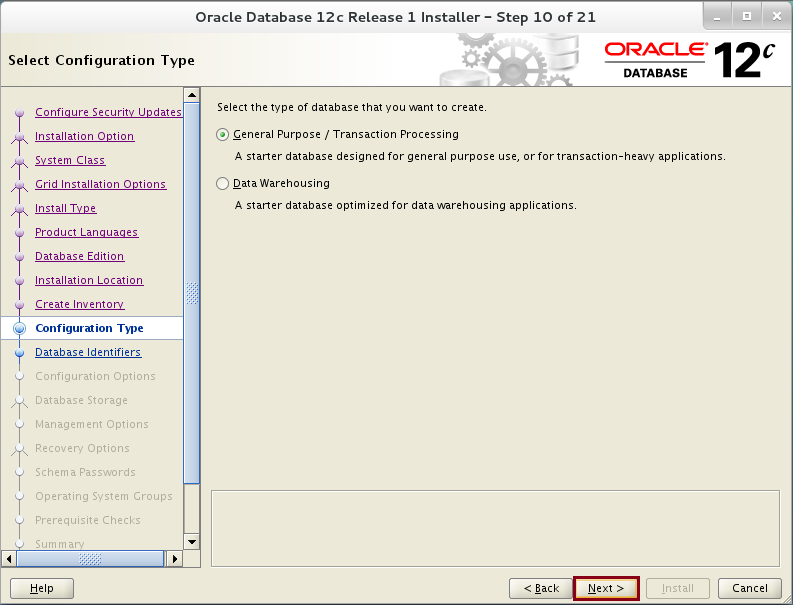 Oracle Database 12c Release 1 Installer – Step 10 of 21
Select Configuration Type
ORACLE®
DATABASE
12c
Configure Security Updates
Installation Option
System Class
Grid Installation Options
Install Type
Product Languages
Database Edition
Installation Location
Create Inventory
Configuration Type
Database Identifiers
Configuration Options
Database Storage
Management Options
Recovery Options
Schema Passwords
Operating System Groups
Prerequisite Checks
Summary
Select the type of database that you want to create.
General Purpose / Transaction Processing
A starter database designed for general purpose use, or for transaction-heavy applications.
Data Warehousing
A starter database optimized for data warehousing applications.
Help
< Back
Next >
Install
Cancel